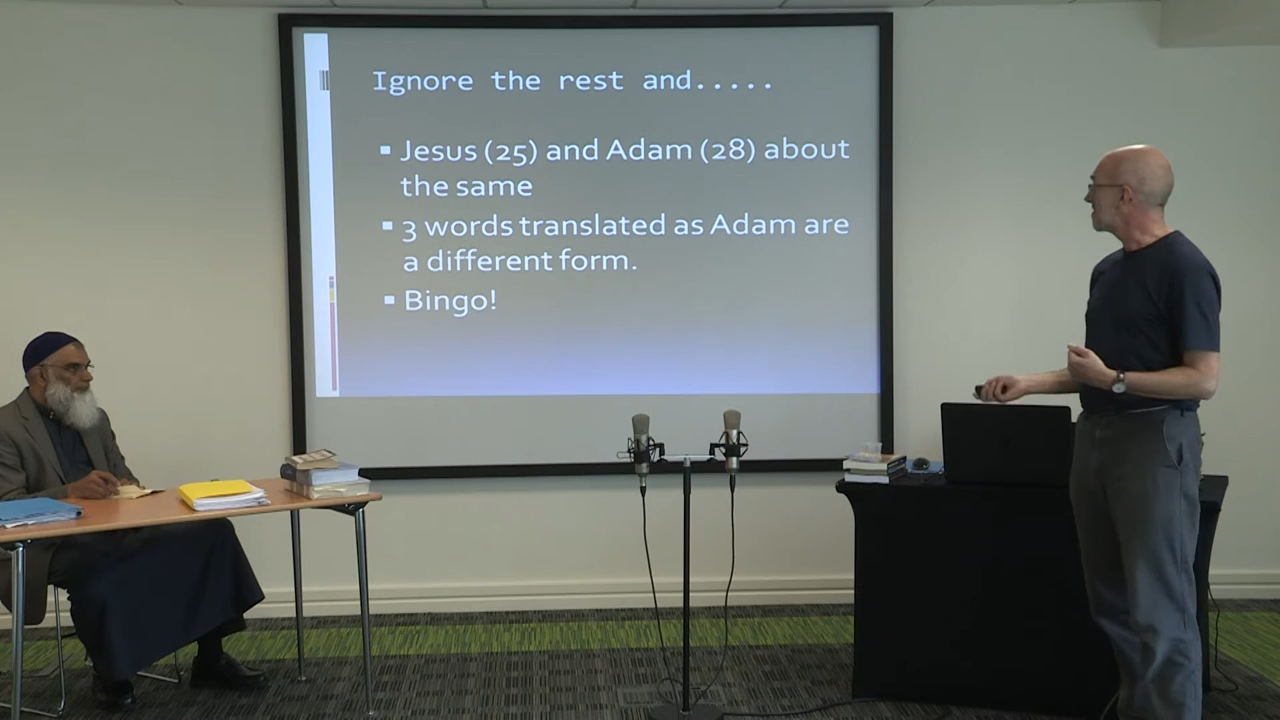 Ignore the rest and.....
▪ Jesus (25) and Adam (28) about
the same
▪ 3 words translated as Adam are
a different form.
▪ Bingo!